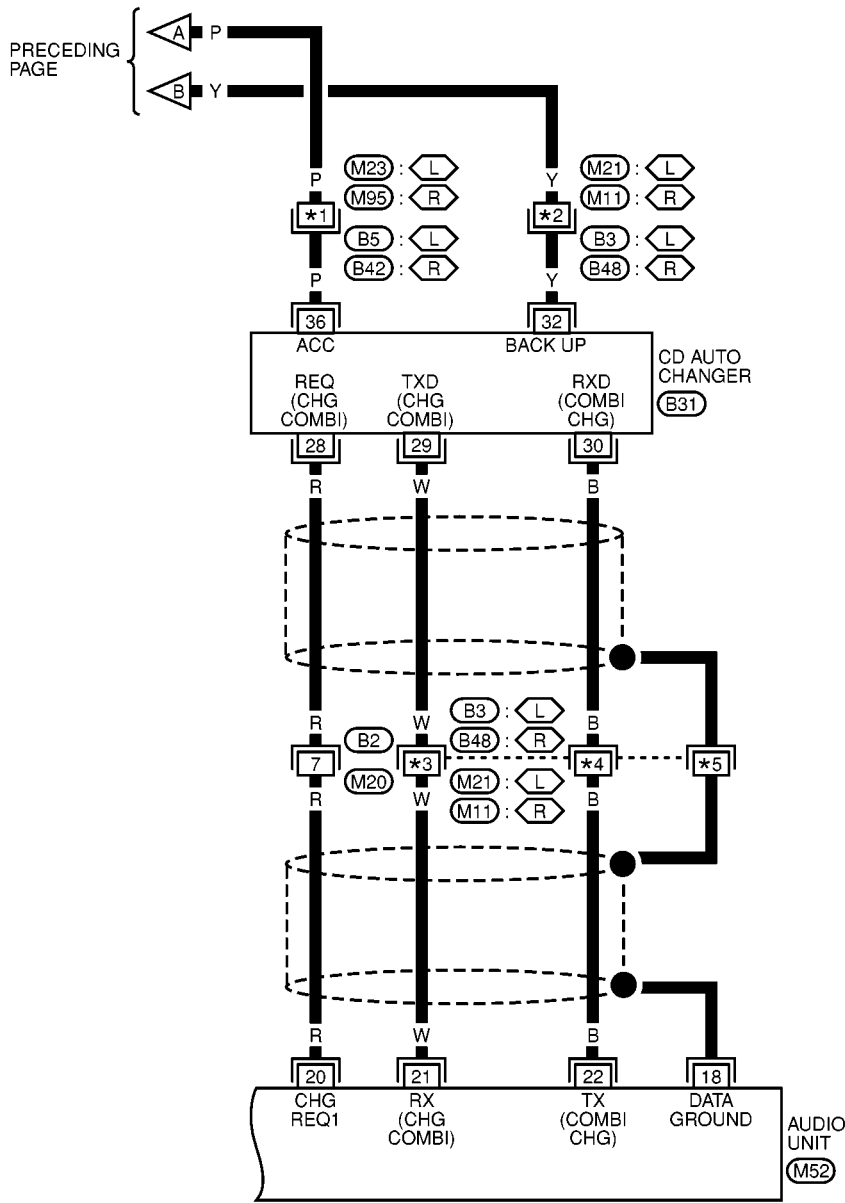 PRECEDING
PAGE
A P
B Y
P
M23 : L
M95 : R
*1
B5 : L
B42 : R
P
Y
M21 : L
M11 : R
*2
B3 : L
B48 : R
Y
36
ACC
32
BACK UP
REQ
(CHG
COMBI)
TXD
(CHG
COMBI)
RXD
(COMBI
CHG)
CD AUTO
CHANGER
B31
28
29
30
R
W
B
R
W
B3 : L
B48 : R
B
7
B2
M20
*3
*4
*5
M21 : L
M11 : R
R
W
B
R
W
B
20
21
22
18
CHG
REQ1
RX
(CHG
COMBI)
TX
(COMBI
CHG)
DATA
GROUND
AUDIO
UNIT
M52